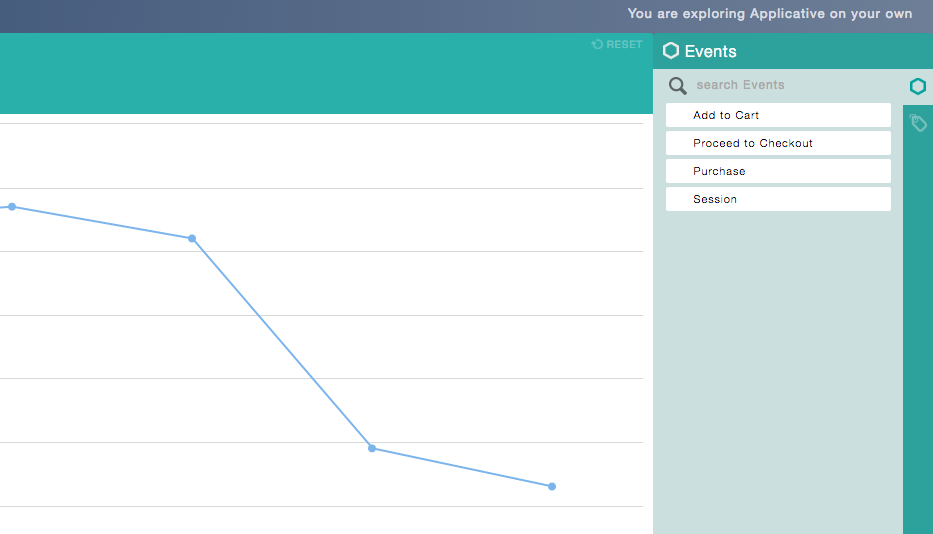 You are exploring Applicative on your own
RESET
Events
search Events
Add to Cart
Proceed to Checkout
Purchase
Session